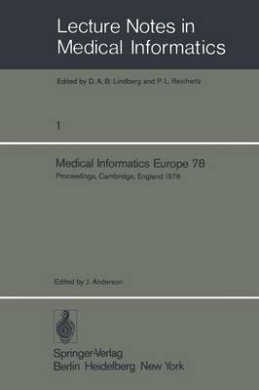 Lecture Notes in
Medical Informatics
Edited by D. A. B. Lindberg and P. L. Reichertz
1
Medical Informatics Europe 78
Proceedings, Cambridge, England 1978
Edited by J. Anderson
Springer-Verlag
Berlin Heidelberg New York